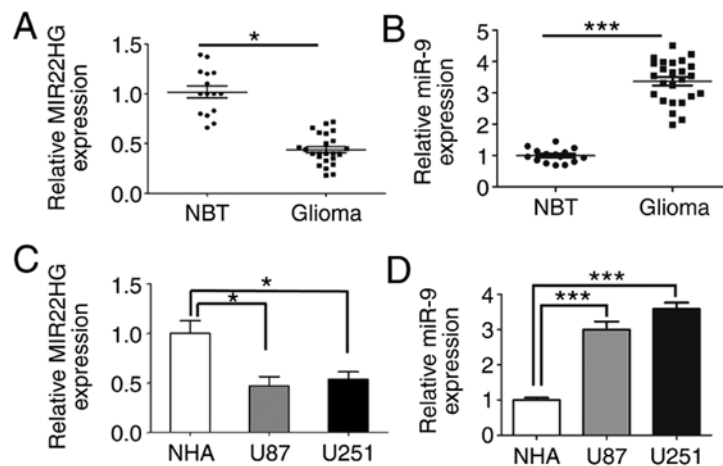 A
Relative MIR22HG
expression
1.5
1.0
0.5
0.0
*
NBT
Glioma
B
Relative miR-9
expression
5
4
3
2
1
0
***
NBT
Glioma
C
Relative MIR22HG
expression
1.5
1.0
0.5
0.0
*
*
NHA
U87
U251
D
Relative miR-9
expression
4
3
2
1
0
***
***
NHA
U87
U251